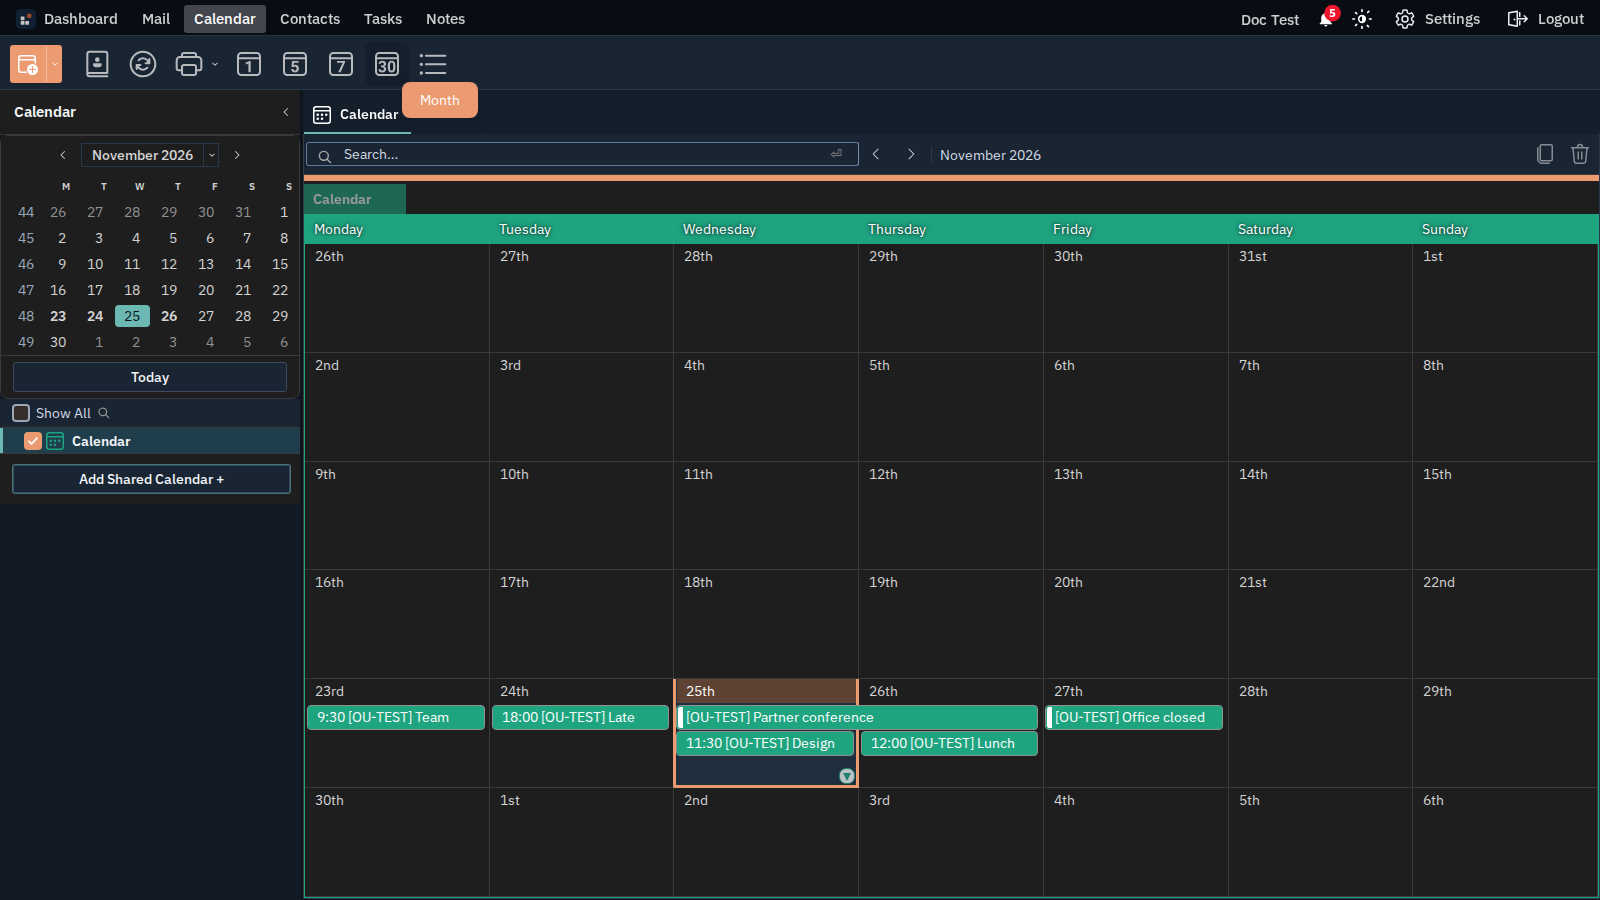 Dashboard Mail Calendar Contacts Tasks Notes Doc Test 5 Settings Logout
1 5 7 30
Month
Calendar
Calendar
November 2026
Search...
November 2026
M T W T F S S
44 26 27 28 29 30 31 1
45 2 3 4 5 6 7 8
46 9 10 11 12 13 14 15
47 16 17 18 19 20 21 22
48 23 24 25 26 27 28 29
49 30 1 2 3 4 5 6
Today
Show All
Calendar
Add Shared Calendar +
Calendar
Monday Tuesday Wednesday Thursday Friday Saturday Sunday
26th 27th 28th 29th 30th 31st 1st
2nd 3rd 4th 5th 6th 7th 8th
9th 10th 11th 12th 13th 14th 15th
16th 17th 18th 19th 20th 21st 22nd
23rd 24th 25th 26th 27th 28th 29th
9:30 [OU-TEST] Team 18:00 [OU-TEST] Late [OU-TEST] Partner conference [OU-TEST] Office closed
11:30 [OU-TEST] Design 12:00 [OU-TEST] Lunch
30th 1st 2nd 3rd 4th 5th 6th